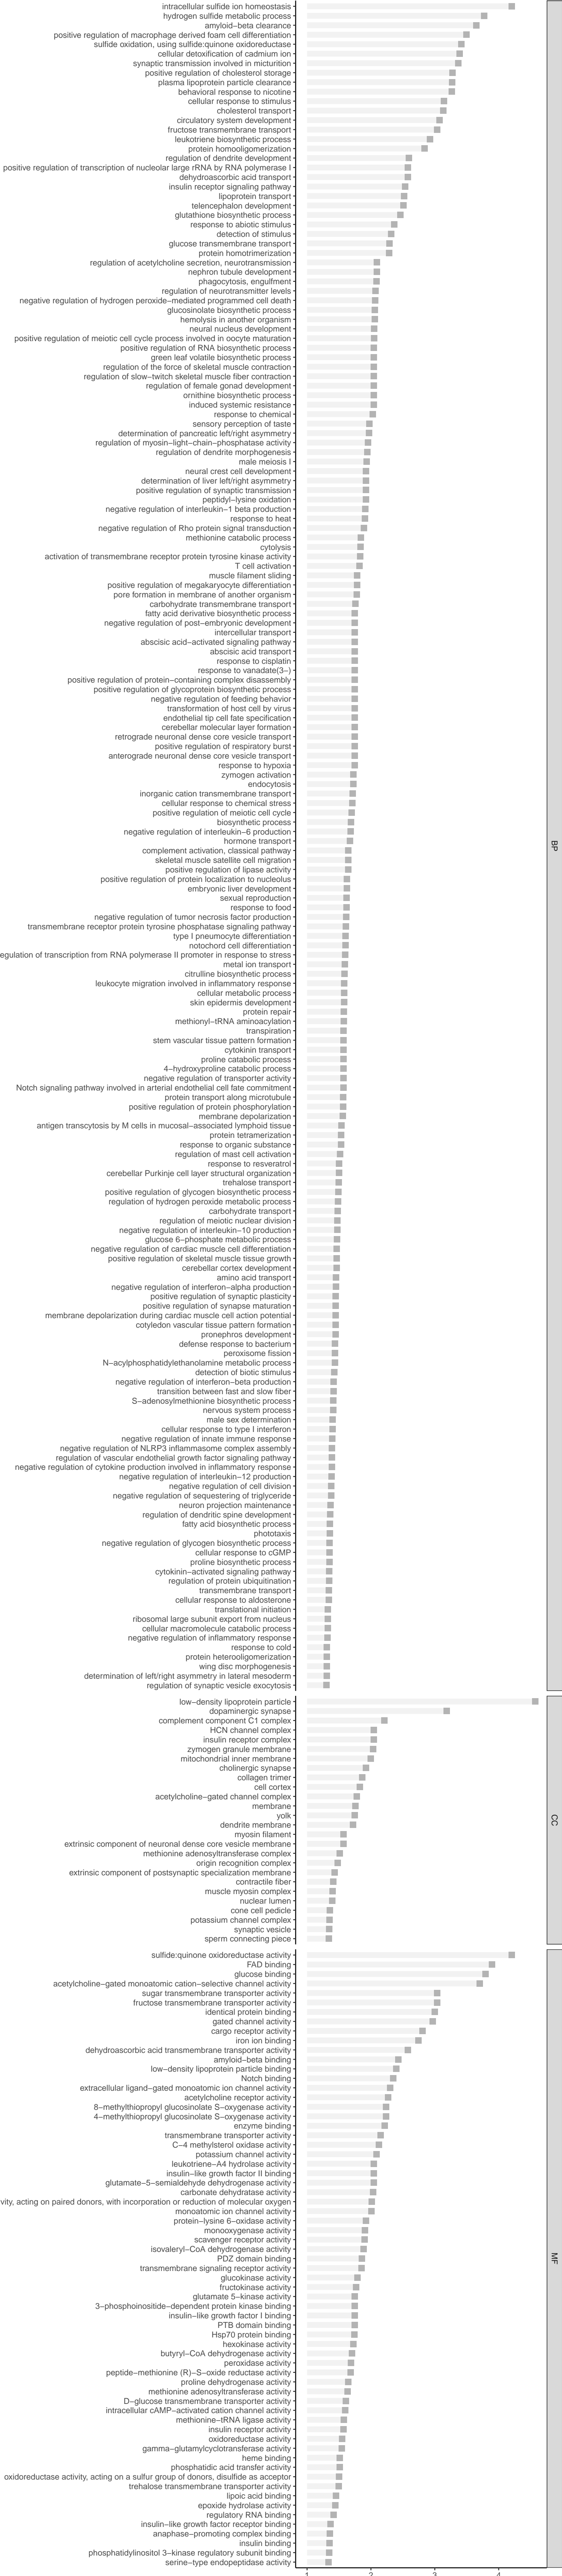 intracellular sulfide ion homeostasis
hydrogen sulfide metabolic process
amyloid−beta clearance
positive regulation of macrophage derived foam cell differentiation
sulfide oxidation, using sulfide:quinone oxidoreductase
cellular detoxification of cadmium ion
synaptic transmission involved in micturition
positive regulation of cholesterol storage
plasma lipoprotein particle clearance
behavioral response to nicotine
cellular response to stimulus
cholesterol transport
circulatory system development
fructose transmembrane transport
leukotriene biosynthetic process
protein homooligomerization
regulation of dendrite development
positive regulation of transcription of nucleolar large rRNA by RNA polymerase I
dehydroascorbic acid transport
insulin receptor signaling pathway
lipoprotein transport
telencephalon development
glutathione biosynthetic process
response to abiotic stimulus
detection of stimulus
glucose transmembrane transport
protein homotrimerization
regulation of acetylcholine secretion, neurotransmission
nephron tubule development
phagocytosis, engulfment
regulation of neurotransmitter levels
negative regulation of hydrogen peroxide−mediated programmed cell death
glucosinolate biosynthetic process
hemolysis in another organism
neural nucleus development
positive regulation of meiotic cell cycle process involved in oocyte maturation
positive regulation of RNA biosynthetic process
green leaf volatile biosynthetic process
regulation of the force of skeletal muscle contraction
regulation of slow−twitch skeletal muscle fiber contraction
regulation of female gonad development
ornithine biosynthetic process
induced systemic resistance
response to chemical
sensory perception of taste
determination of pancreatic left/right asymmetry
regulation of myosin−light−chain−phosphatase activity
regulation of dendrite morphogenesis
male meiosis I
neural crest cell development
determination of liver left/right asymmetry
positive regulation of synaptic transmission
peptidyl−lysine oxidation
negative regulation of interleukin−1 beta production
response to heat
negative regulation of Rho protein signal transduction
methionine catabolic process
cytolysis
activation of transmembrane receptor protein tyrosine kinase activity
T cell activation
muscle filament sliding
positive regulation of megakaryocyte differentiation
pore formation in membrane of another organism
carbohydrate transmembrane transport
fatty acid derivative biosynthetic process
negative regulation of post−embryonic development
intercellular transport
abscisic acid−activated signaling pathway
abscisic acid transport
response to cisplatin
response to vanadate(3−)
positive regulation of protein−containing complex disassembly
positive regulation of glycoprotein biosynthetic process
negative regulation of feeding behavior
transformation of host cell by virus
endothelial tip cell fate specification
cerebellar molecular layer formation
retrograde neuronal dense core vesicle transport
positive regulation of respiratory burst
anterograde neuronal dense core vesicle transport
response to hypoxia
zymogen activation
endocytosis
inorganic cation transmembrane transport
cellular response to chemical stress
positive regulation of meiotic cell cycle
biosynthetic process
negative regulation of interleukin−6 production
hormone transport
complement activation, classical pathway
skeletal muscle satellite cell migration
positive regulation of lipase activity
positive regulation of protein localization to nucleolus
embryonic liver development
sexual reproduction
response to food
negative regulation of tumor necrosis factor production
transmembrane receptor protein tyrosine phosphatase signaling pathway
type I pneumocyte differentiation
notochord cell differentiation
egulation of transcription from RNA polymerase II promoter in response to stress
metal ion transport
citrulline biosynthetic process
leukocyte migration involved in inflammatory response
cellular metabolic process
skin epidermis development
protein repair
methionyl−tRNA aminoacylation
transpiration
stem vascular tissue pattern formation
cytokinin transport
proline catabolic process
4−hydroxyproline catabolic process
negative regulation of transporter activity
Notch signaling pathway involved in arterial endothelial cell fate commitment
protein transport along microtubule
positive regulation of protein phosphorylation
membrane depolarization
antigen transcytosis by M cells in mucosal−associated lymphoid tissue
protein tetramerization
response to organic substance
regulation of mast cell activation
response to resveratrol
cerebellar Purkinje cell layer structural organization
trehalose transport
positive regulation of glycogen biosynthetic process
regulation of hydrogen peroxide metabolic process
carbohydrate transport
regulation of meiotic nuclear division
negative regulation of interleukin−10 production
glucose 6−phosphate metabolic process
negative regulation of cardiac muscle cell differentiation
positive regulation of skeletal muscle tissue growth
cerebellar cortex development
amino acid transport
negative regulation of interferon−alpha production
positive regulation of synaptic plasticity
positive regulation of synapse maturation
membrane depolarization during cardiac muscle cell action potential
cotyledon vascular tissue pattern formation
pronephros development
defense response to bacterium
peroxisome fission
N−acylphosphatidylethanolamine metabolic process
detection of biotic stimulus
negative regulation of interferon−beta production
transition between fast and slow fiber
S−adenosylmethionine biosynthetic process
nervous system process
male sex determination
cellular response to type I interferon
negative regulation of innate immune response
negative regulation of NLRP3 inflammasome complex assembly
regulation of vascular endothelial growth factor signaling pathway
negative regulation of cytokine production involved in inflammatory response
negative regulation of interleukin−12 production
negative regulation of cell division
negative regulation of sequestering of triglyceride
neuron projection maintenance
regulation of dendritic spine development
fatty acid biosynthetic process
phototaxis
negative regulation of glycogen biosynthetic process
cellular response to cGMP
proline biosynthetic process
cytokinin−activated signaling pathway
regulation of protein ubiquitination
transmembrane transport
cellular response to aldosterone
translational initiation
ribosomal large subunit export from nucleus
cellular macromolecule catabolic process
negative regulation of inflammatory response
response to cold
protein heterooligomerization
wing disc morphogenesis
determination of left/right asymmetry in lateral mesoderm
regulation of synaptic vesicle exocytosis
BP
low−density lipoprotein particle
dopaminergic synapse
complement component C1 complex
HCN channel complex
insulin receptor complex
zymogen granule membrane
mitochondrial inner membrane
cholinergic synapse
collagen trimer
cell cortex
acetylcholine−gated channel complex
membrane
yolk
dendrite membrane
myosin filament
extrinsic component of neuronal dense core vesicle membrane
methionine adenosyltransferase complex
origin recognition complex
extrinsic component of postsynaptic specialization membrane
contractile fiber
muscle myosin complex
nuclear lumen
cone cell pedicle
potassium channel complex
synaptic vesicle
sperm connecting piece
CC
sulfide:quinone oxidoreductase activity
FAD binding
glucose binding
acetylcholine−gated monoatomic cation−selective channel activity
sugar transmembrane transporter activity
fructose transmembrane transporter activity
identical protein binding
gated channel activity
cargo receptor activity
iron ion binding
dehydroascorbic acid transmembrane transporter activity
amyloid−beta binding
low−density lipoprotein particle binding
Notch binding
extracellular ligand−gated monoatomic ion channel activity
acetylcholine receptor activity
8−methylthiopropyl glucosinolate S−oxygenase activity
4−methylthiopropyl glucosinolate S−oxygenase activity
enzyme binding
transmembrane transporter activity
C−4 methylsterol oxidase activity
potassium channel activity
leukotriene−A4 hydrolase activity
insulin−like growth factor II binding
glutamate−5−semialdehyde dehydrogenase activity
carbonate dehydratase activity
vity, acting on paired donors, with incorporation or reduction of molecular oxygen
monoatomic ion channel activity
protein−lysine 6−oxidase activity
monooxygenase activity
scavenger receptor activity
isovaleryl−CoA dehydrogenase activity
PDZ domain binding
transmembrane signaling receptor activity
glucokinase activity
fructokinase activity
glutamate 5−kinase activity
3−phosphoinositide−dependent protein kinase binding
insulin−like growth factor I binding
PTB domain binding
Hsp70 protein binding
hexokinase activity
butyryl−CoA dehydrogenase activity
peroxidase activity
peptide−methionine (R)−S−oxide reductase activity
proline dehydrogenase activity
methionine adenosyltransferase activity
D−glucose transmembrane transporter activity
intracellular cAMP−activated cation channel activity
methionine−tRNA ligase activity
insulin receptor activity
oxidoreductase activity
gamma−glutamylcyclotransferase activity
heme binding
phosphatidic acid transfer activity
oxidoreductase activity, acting on a sulfur group of donors, disulfide as acceptor
trehalose transmembrane transporter activity
lipoic acid binding
epoxide hydrolase activity
regulatory RNA binding
insulin−like growth factor receptor binding
anaphase−promoting complex binding
insulin binding
phosphatidylinositol 3−kinase regulatory subunit binding
serine−type endopeptidase activity
MF